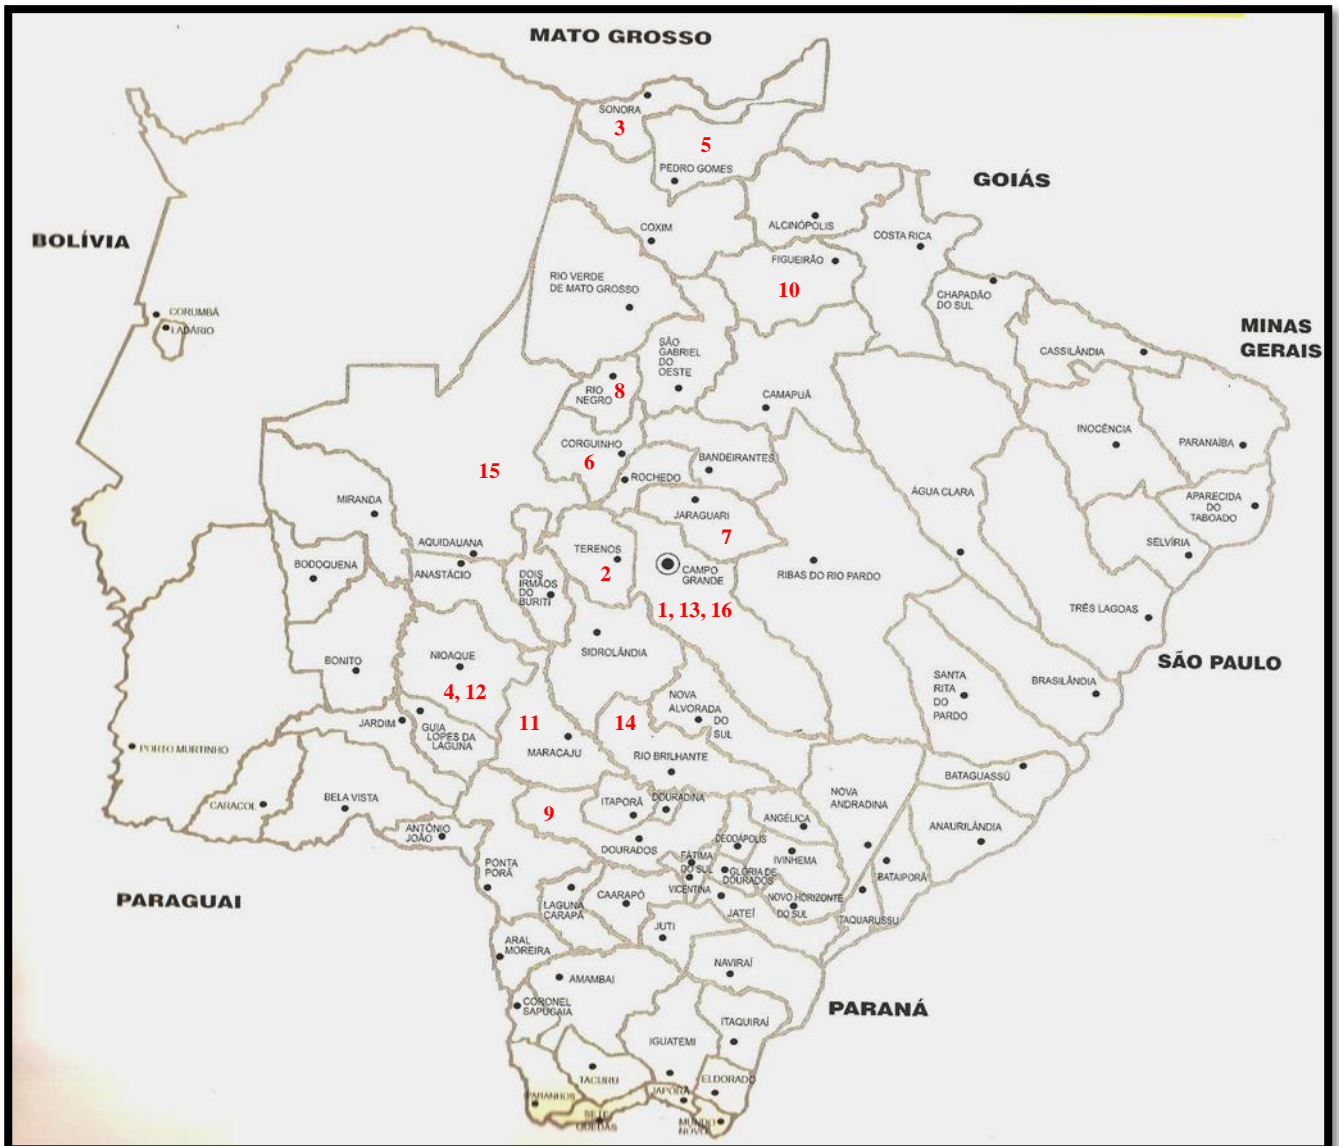 MATO GROSSO
SONORA
3
5
PEDRO GOMES
GOIÁS
ALCINÓPOLIS
COSTA RICA
COXIM
BOLÍVIA
FIGUEIRÃO
10
RIO VERDE
DE MATO GROSSO
CHAPADÃO
DO SUL
CORUMBÁ
LADÁRIO
MINAS
GERAIS
CASSILÂNDIA
SÃO
GABRIEL
DO
OESTE
RIO
NEGRO
8
CAMAPUÃ
INOCÊNCIA
PARANAÍBA
CORGUINHO
6
BANDEIRANTES
ROCHEDO
15
ÁGUA CLARA
MIRANDA
APARECIDA
DO
TABOADO
JARAGUARI
7
AQUIDAUANA
SELVÍRIA
TERENOS
2
BODOQUENA
ANASTÁCIO
DOIS
IRMÃOS
DO
BURITI
CAMPO
GRANDE
RIBAS DO RIO PARDO
1, 13, 16
TRÊS LAGOAS
SIDROLÂNDIA
BONITO
NIOAQUE
4, 12
SÃO PAULO
SANTA
RITA
DO
PARDO
BRASILÂNDIA
NOVA
ALVORADA
DO
SUL
JARDIM
GUIA
LOPES DA
LAGUNA
11
14
MARACAJU
RIO BRILHANTE
PORTO MURTINHO
BATAGUASSÚ
CARACOL
BELA VISTA
9
ITAPORÃ
DOURADINA
NOVA
ANDRADINA
ANGÉLICA
ANAURILÂNDIA
ANTÔNIO
JOÃO
DOURADOS
DEODÁPOLIS
IVINHEMA
FÁTIMA
DO SUL
GLÓRIA DE
DOURADOS
PONTA
PORÃ
BATAIPORÃ
VICENTINA
CAARAPÓ
LAGUNA
CARAPÃ
NOVO HORIZONTE
DO SUL
JATEÍ
TAQUARUSSU
PARAGUAI
JUTI
ARAL
MOREIRA
NAVIRAÍ
AMAMBAI
CORONEL
SAPUCAIA
PARANÁ
ITAQUIRAÍ
IGUATEMI
TACURU
ELDORADO
JAPORÃ
PARANHOS
SETE
QUEDAS
MUNDO
NOVO